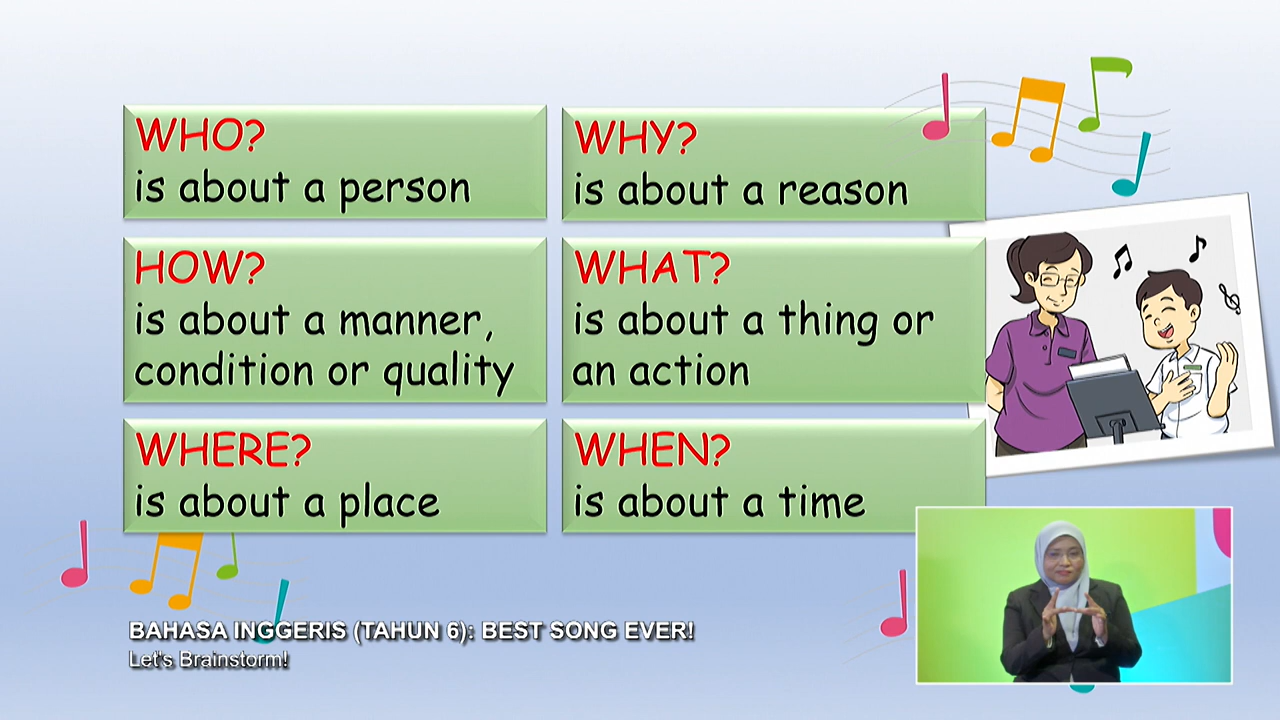 WHO?
is about a person
WHY?
is about a reason
HOW?
is about a manner,
condition or quality
WHAT?
is about a thing or
an action
WHERE?
is about a place
WHEN?
is about a time
BAHASA INGGERIS (TAHUN 6): BEST SONG EVER!
Let's Brainstorm!